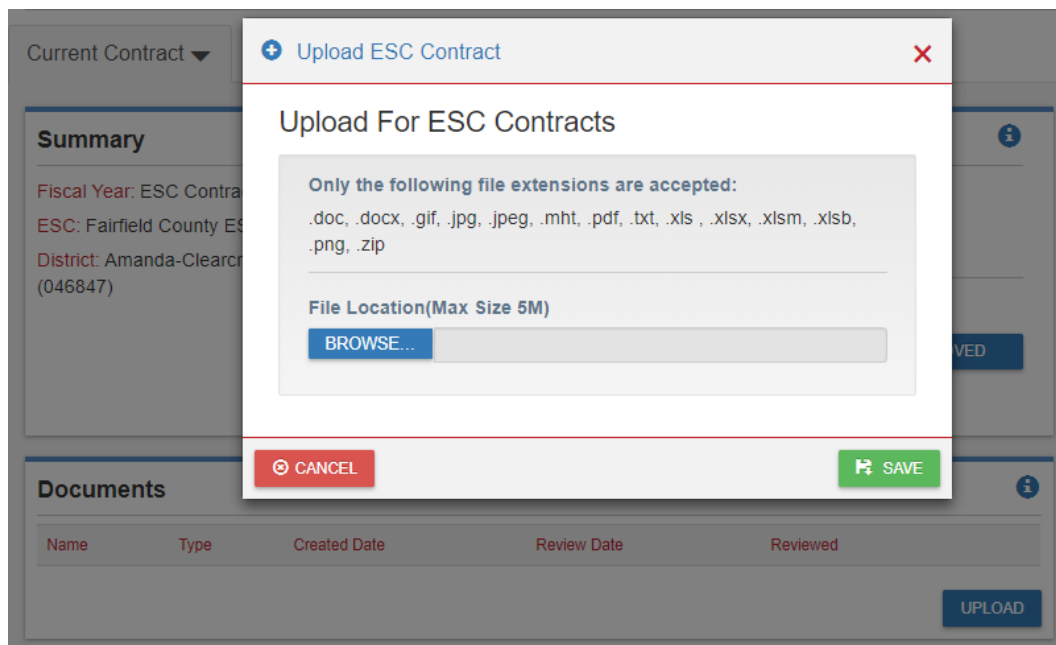 Current Contract
Upload ESC Contract
Upload For ESC Contracts
Only the following file extensions are accepted:
.doc, .docx, .gif, .jpg, .jpeg, .mht, .pdf, .txt, .xls , .xlsx, .xlsm, .xlsb,
.png, .zip
File Location(Max Size 5M)
BROWSE...
CANCEL
SAVE
Summary
Fiscal Year: ESC Contra
ESC: Fairfield County ES
District: Amanda-Clearcr
(046847)
VED
Documents
Name Type Created Date Review Date Reviewed
UPLOAD